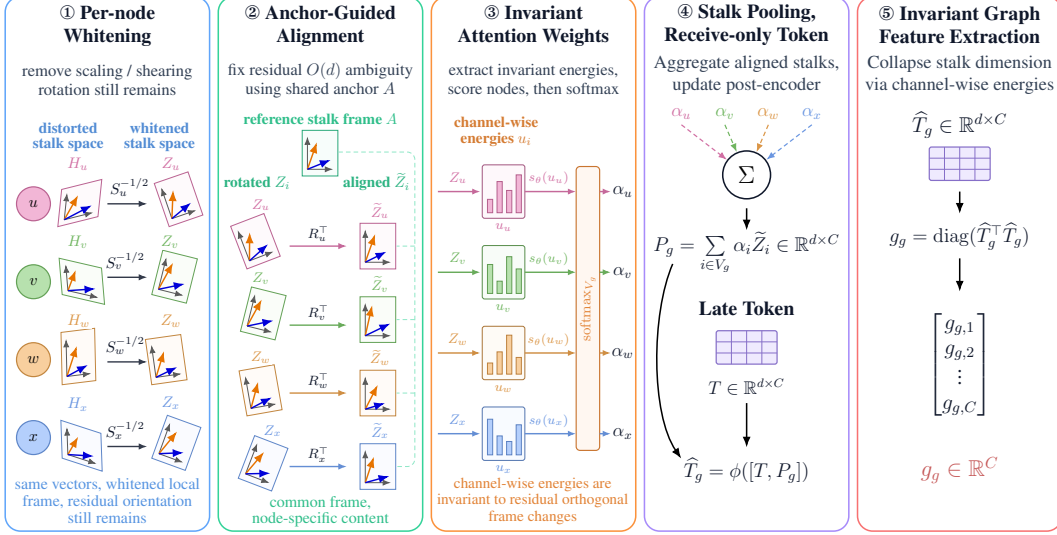 ① Per-node
Whitening
remove scaling / shearing
rotation still remains
distorted
stalk space
whitened
stalk space
H_u
Z_u
u
S_u^{-1/2}
H_v
Z_v
v
S_v^{-1/2}
H_w
Z_w
w
S_w^{-1/2}
H_x
Z_x
x
S_x^{-1/2}
same vectors, whitened local
frame, residual orientation
still remains
② Anchor-Guided
Alignment
fix residual O(d) ambiguity
using shared anchor A
reference stalk frame A
rotated Z_i
aligned Z̃_i
Z_u
R_u^⊤
Z̃_u
Z_v
R_v^⊤
Z̃_v
Z_w
R_w^⊤
Z̃_w
Z_x
R_x^⊤
Z̃_x
common frame,
node-specific content
③ Invariant
Attention Weights
extract invariant energies,
score nodes, then softmax
channel-wise
energies u_i
Z_u
s_θ(u_u)
α_u
u_u
Z_v
s_θ(u_v)
α_v
u_v
Z_w
s_θ(u_w)
α_w
u_w
Z_x
s_θ(u_x)
α_x
u_x
softmax_{V_g}
channel-wise energies are
invariant to residual orthogonal
frame changes
④ Stalk Pooling,
Receive-only Token
Aggregate aligned stalks,
update post-encoder
α_u
α_v
α_w
α_x
Σ
P_g = ∑_{i∈V_g} α_i Z̃_i ∈ ℝ^{d×C}
Late Token
T ∈ ℝ^{d×C}
T̂_g = ϕ([T, P_g])
⑤ Invariant Graph
Feature Extraction
Collapse stalk dimension
via channel-wise energies
T̂_g ∈ ℝ^{d×C}
g_g = diag(T̂_g^⊤ T̂_g)
g_{g,1}
g_{g,2}
⋮
g_{g,C}
g_g ∈ ℝ^C